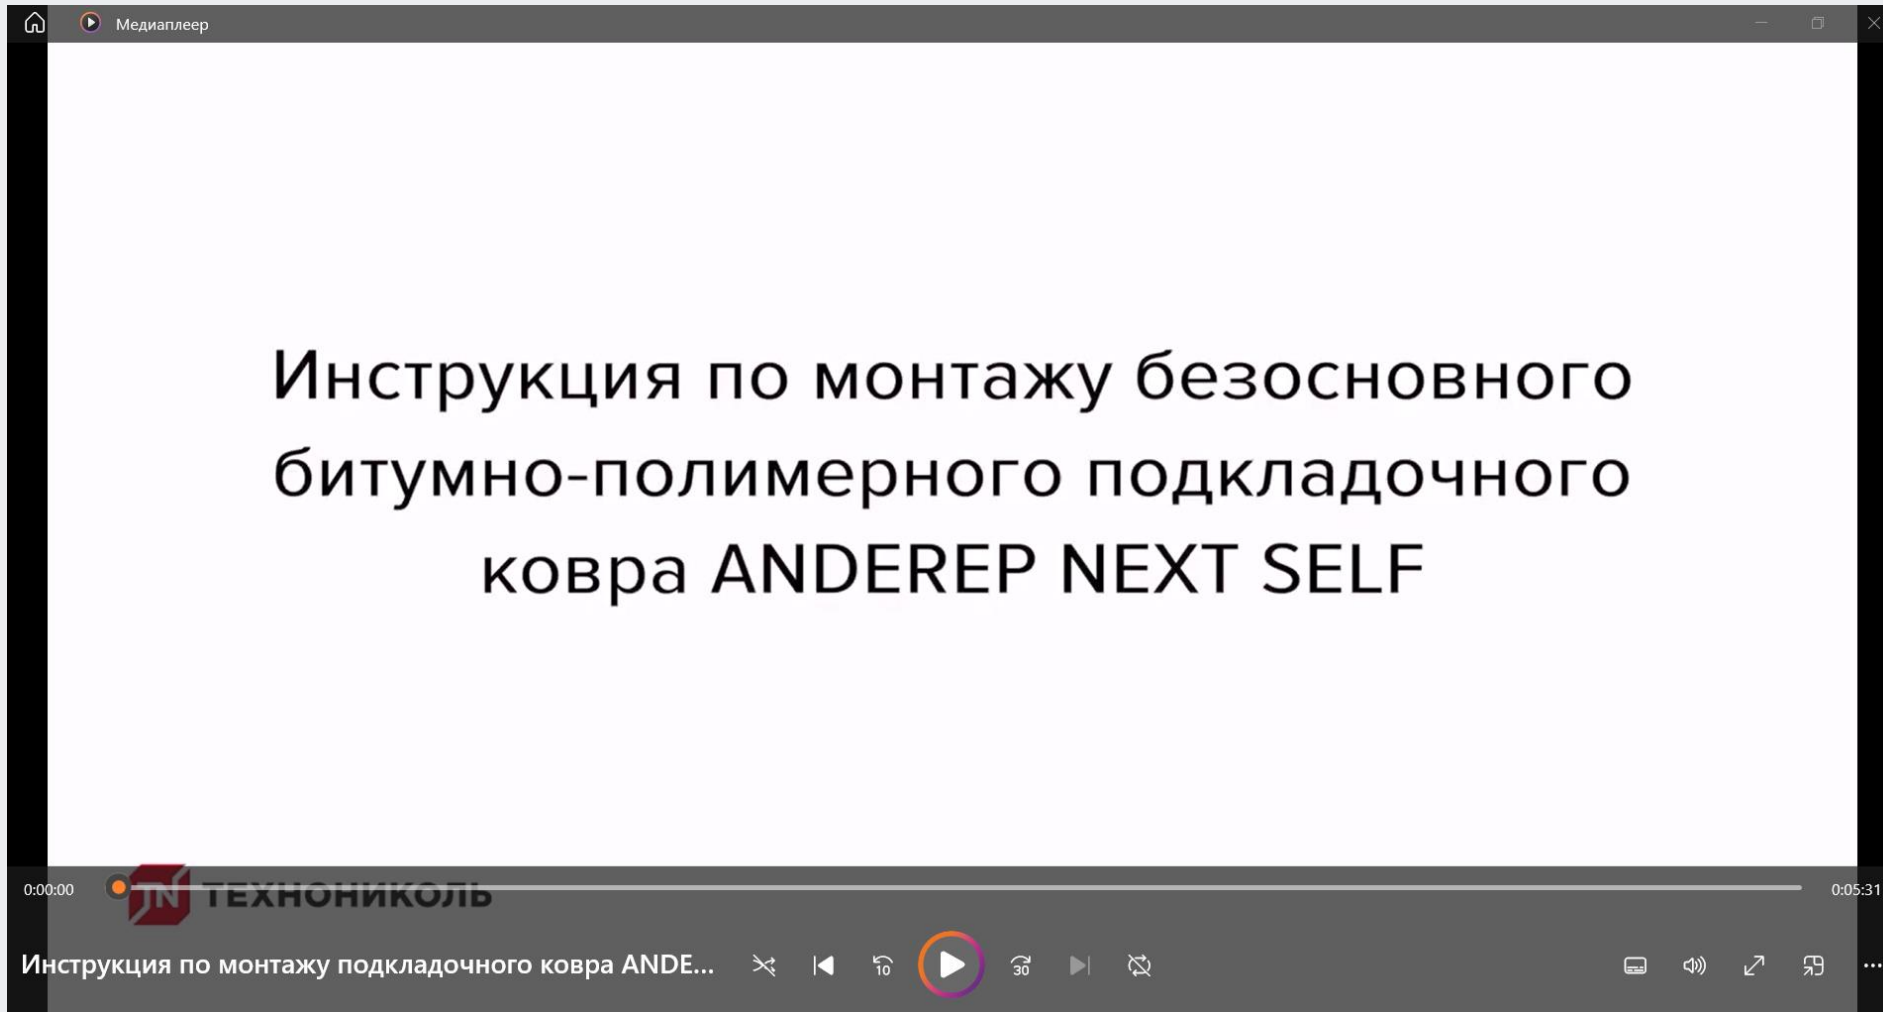 Медиаплеер
Инструкция по монтажу безосновного
битумно-полимерного подкладочного
ковра ANDEREP NEXT SELF
0:00:00
TN ТЕХНОНИКОЛЬ
0:05:31
Инструкция по монтажу подкладочного ковра ANDE...
10
30